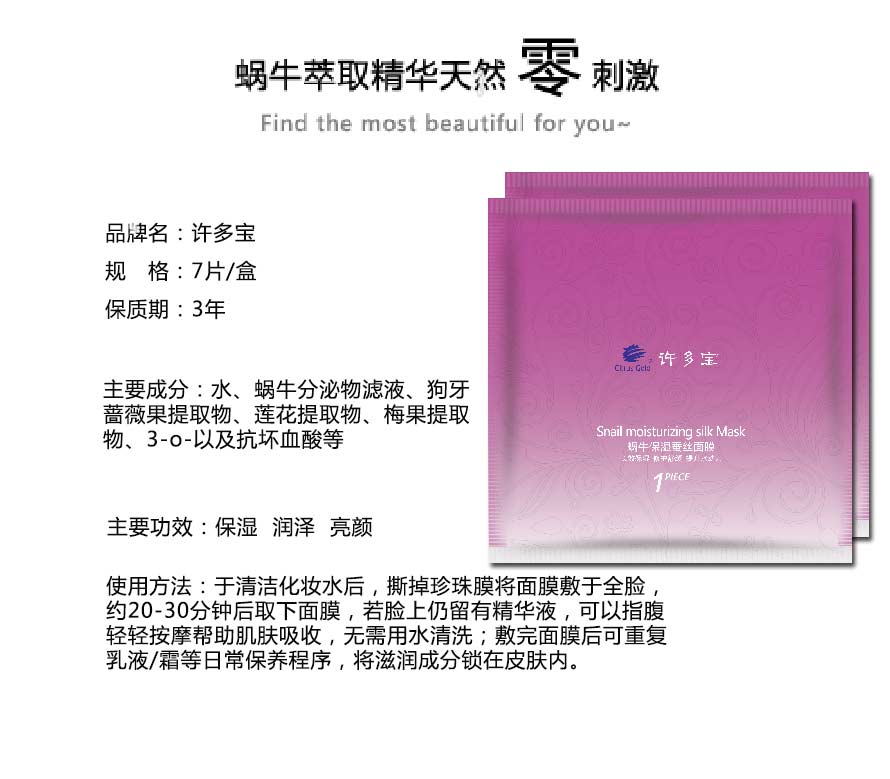 蜗牛萃取精华天然 零 刺激
Find the most beautiful for you~
品牌名：许多宝
规　格：7片/盒
保质期：3年
主要成分：水、蜗牛分泌物滤液、狗牙
蔷薇果提取物、莲花提取物、梅果提取
物、3-o-以及抗坏血酸等
主要功效：保湿 润泽 亮颜
使用方法：于清洁化妆水后，撕掉珍珠膜将面膜敷于全脸，
约20-30分钟后取下面膜，若脸上仍留有精华液，可以指腹
轻轻按摩帮助肌肤吸收，无需用水清洗；敷完面膜后可重复
乳液/霜等日常保养程序，将滋润成分锁在皮肤内。
Citrus Gold 许多宝
Snail moisturizing silk Mask
蜗牛保湿蚕丝面膜
1 PIECE